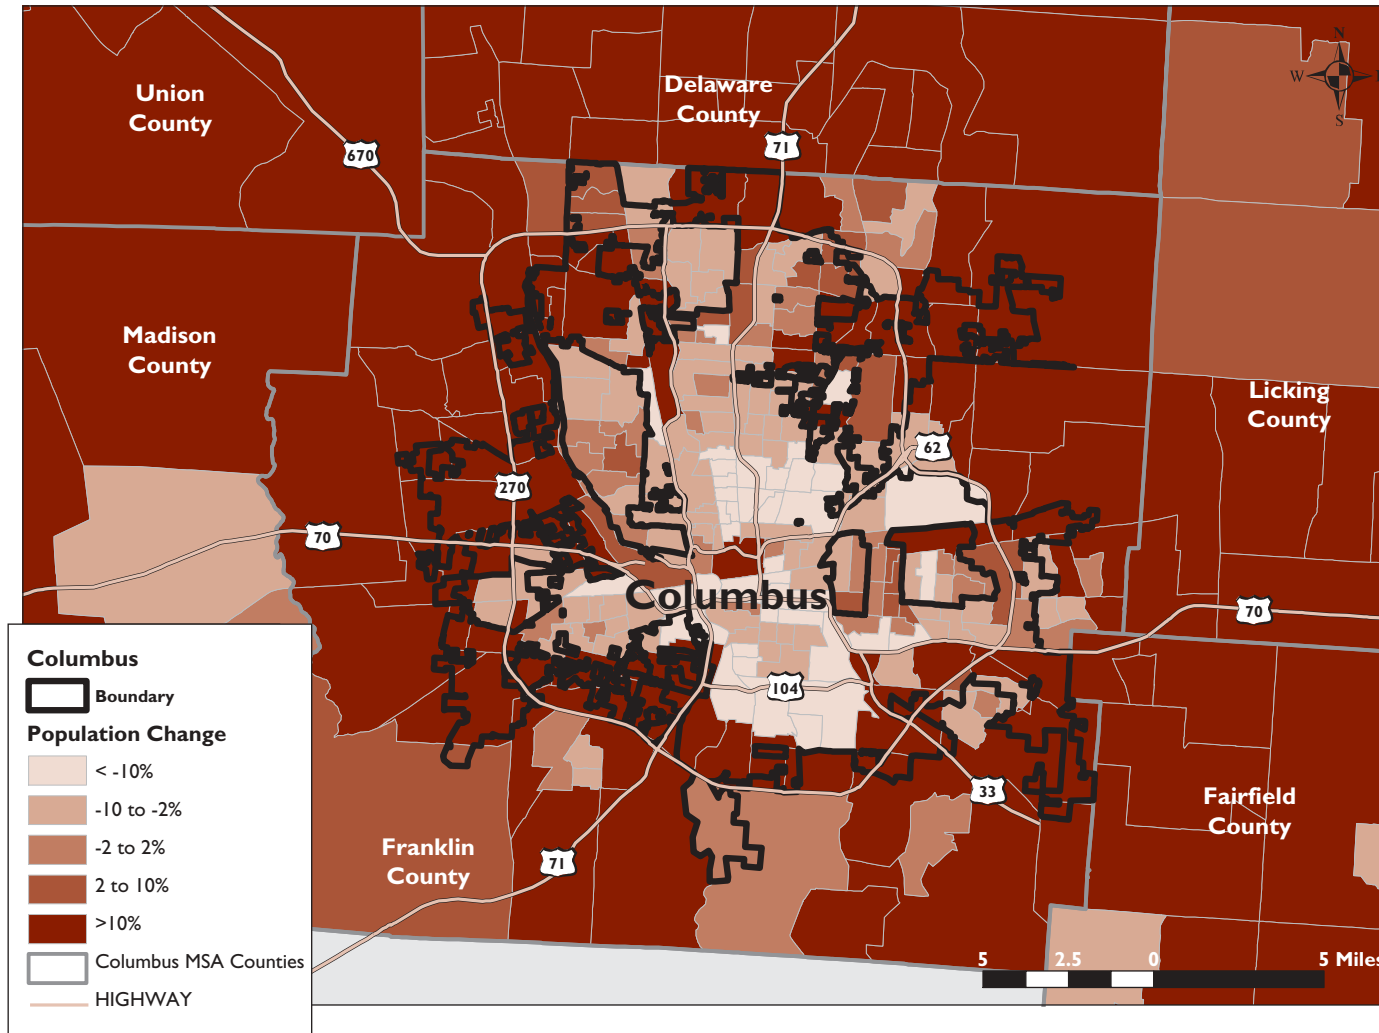 Union
County
Delaware
County
N
W
S
670
71
Madison
County
Licking
County
62
270
70
Columbus
70
104
33
Fairfield
County
Franklin
County
71
Columbus
Boundary
Population Change
< -10%
-10 to -2%
-2 to 2%
2 to 10%
>10%
Columbus MSA Counties
HIGHWAY
5 2.5 0 5 Miles